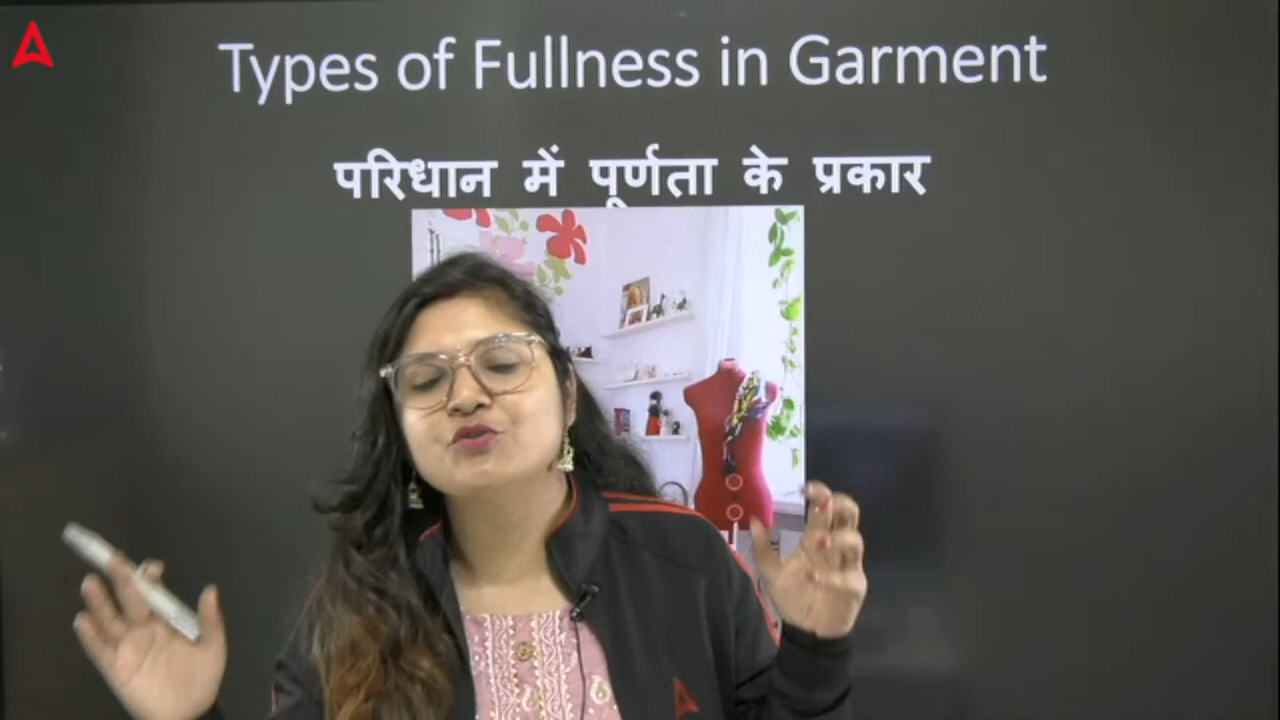 Types of Fullness in Garment
परिधान में पूर्णता के प्रकार